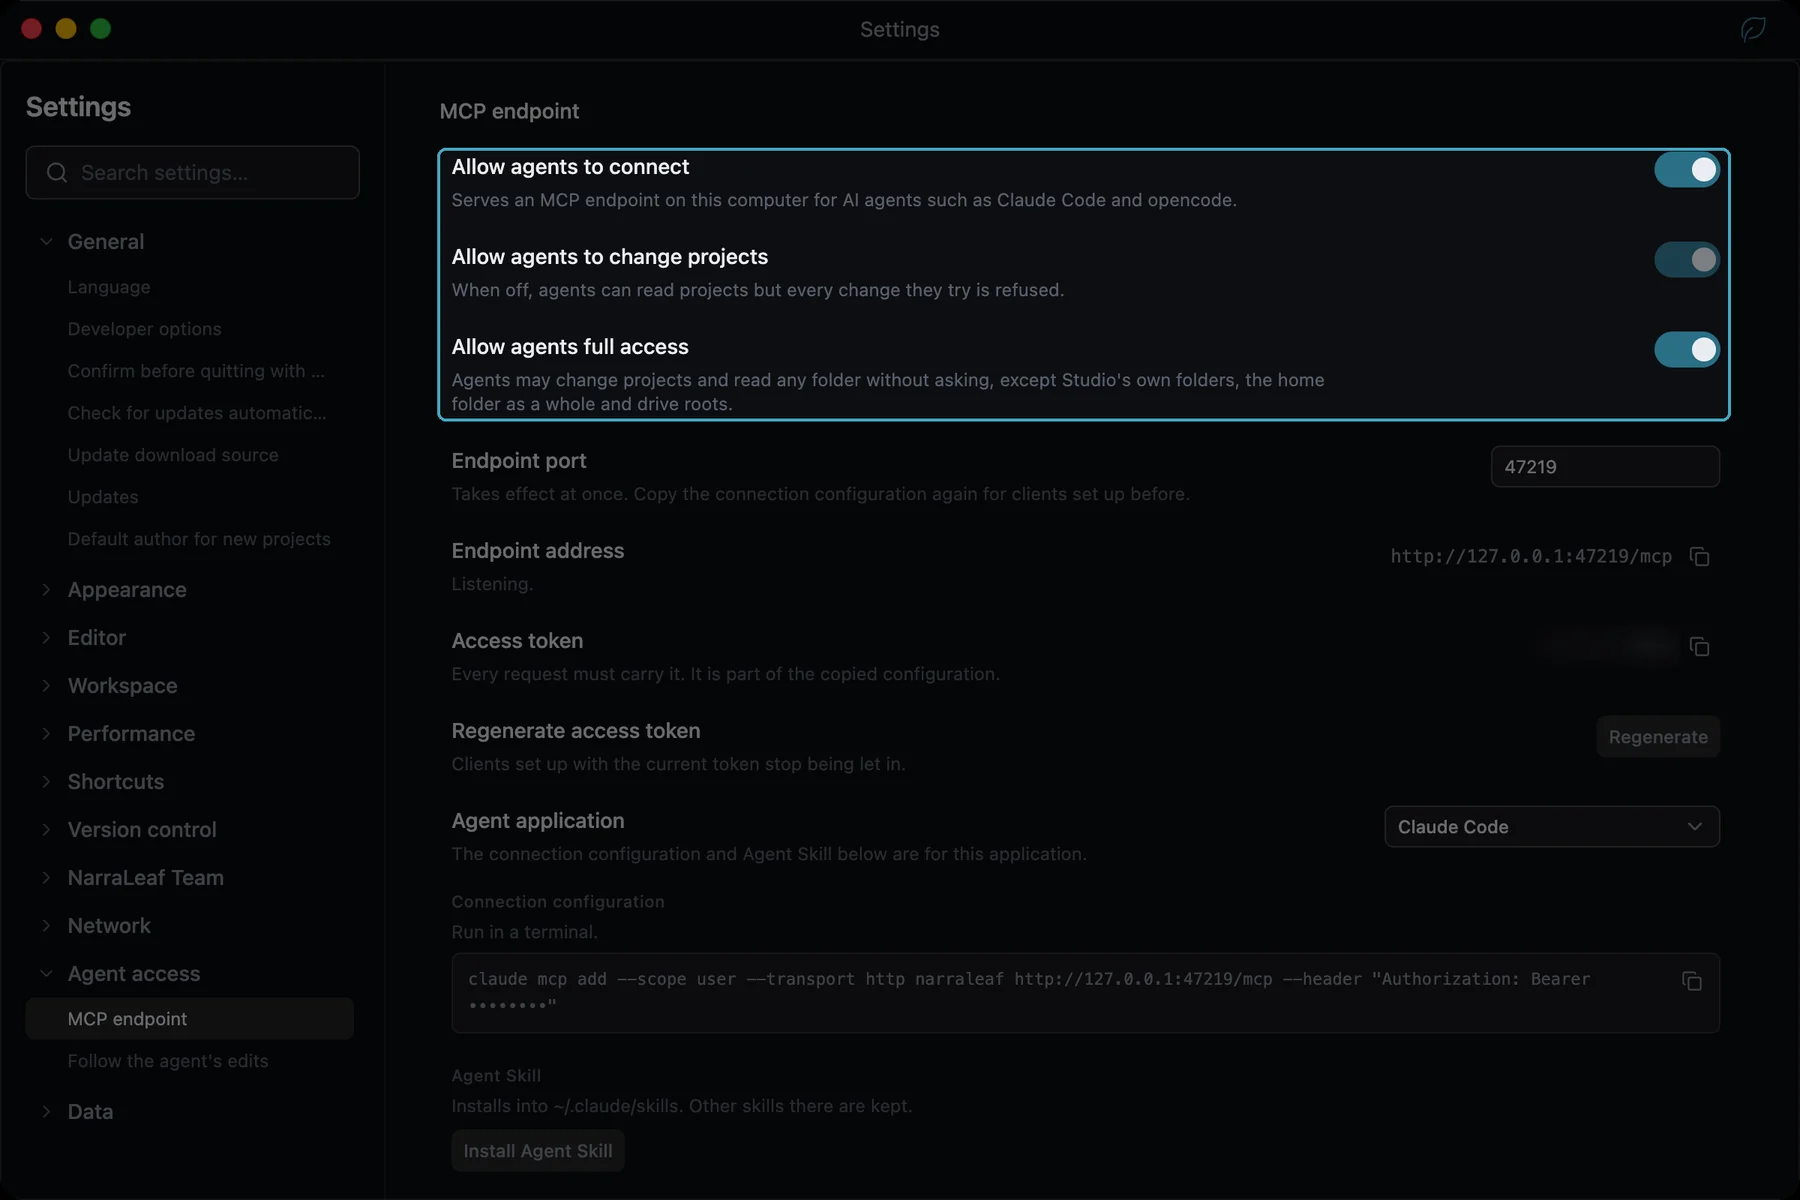 Settings
Settings
Search settings...
General
Language
Developer options
Confirm before quitting with ...
Check for updates automatic...
Update download source
Updates
Default author for new projects
Appearance
Editor
Workspace
Performance
Shortcuts
Version control
NarraLeaf Team
Network
Agent access
MCP endpoint
Follow the agent's edits
Data
MCP endpoint
Allow agents to connect
Serves an MCP endpoint on this computer for AI agents such as Claude Code and opencode.
Allow agents to change projects
When off, agents can read projects but every change they try is refused.
Allow agents full access
Agents may change projects and read any folder without asking, except Studio's own folders, the home
folder as a whole and drive roots.
Endpoint port
47219
Takes effect at once. Copy the connection configuration again for clients set up before.
Endpoint address
http://127.0.0.1:47219/mcp
Listening.
Access token
Every request must carry it. It is part of the copied configuration.
Regenerate access token
Regenerate
Clients set up with the current token stop being let in.
Agent application
Claude Code
The connection configuration and Agent Skill below are for this application.
Connection configuration
Run in a terminal.
claude mcp add --scope user --transport http narraleaf http://127.0.0.1:47219/mcp --header "Authorization: Bearer
••••••••"
Agent Skill
Installs into ~/.claude/skills. Other skills there are kept.
Install Agent Skill